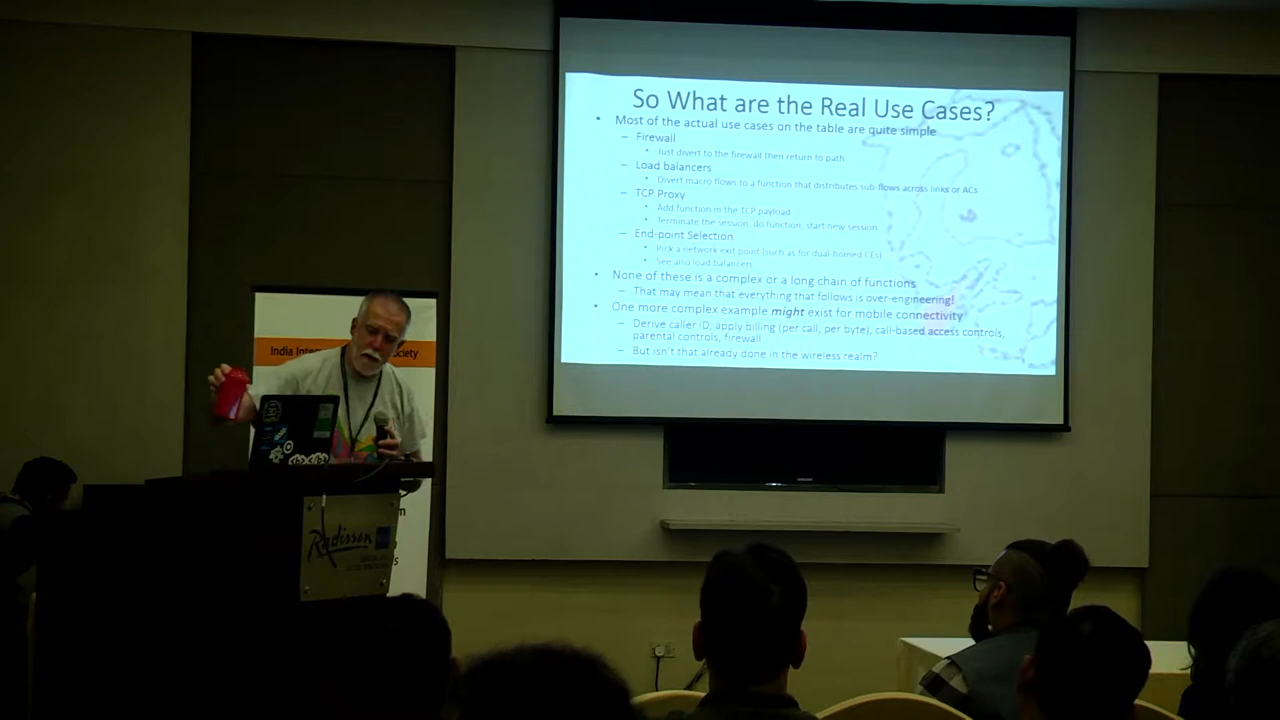 So What are the Real Use Cases?
• Most of the actual use cases on the table are quite simple
– Firewall
• Just divert to the firewall then return to path
– Load balancers
• Divert macro flows to a function that distributes sub-flows across links or ACs
– TCP Proxy
• Add function in the TCP payload
• Terminate the session, do function, start new session
– End-point Selection
• Pick a network exit point (such as for dual-homed CEs)
• See also load balancers
• None of these is a complex or a long chain of functions
– That may mean that everything that follows is over-engineering!
• One more complex example might exist for mobile connectivity
– Derive caller ID, apply billing (per call, per byte), call-based access controls,
parental controls, firewall
– But isn't that already done in the wireless realm?
India
Radisson